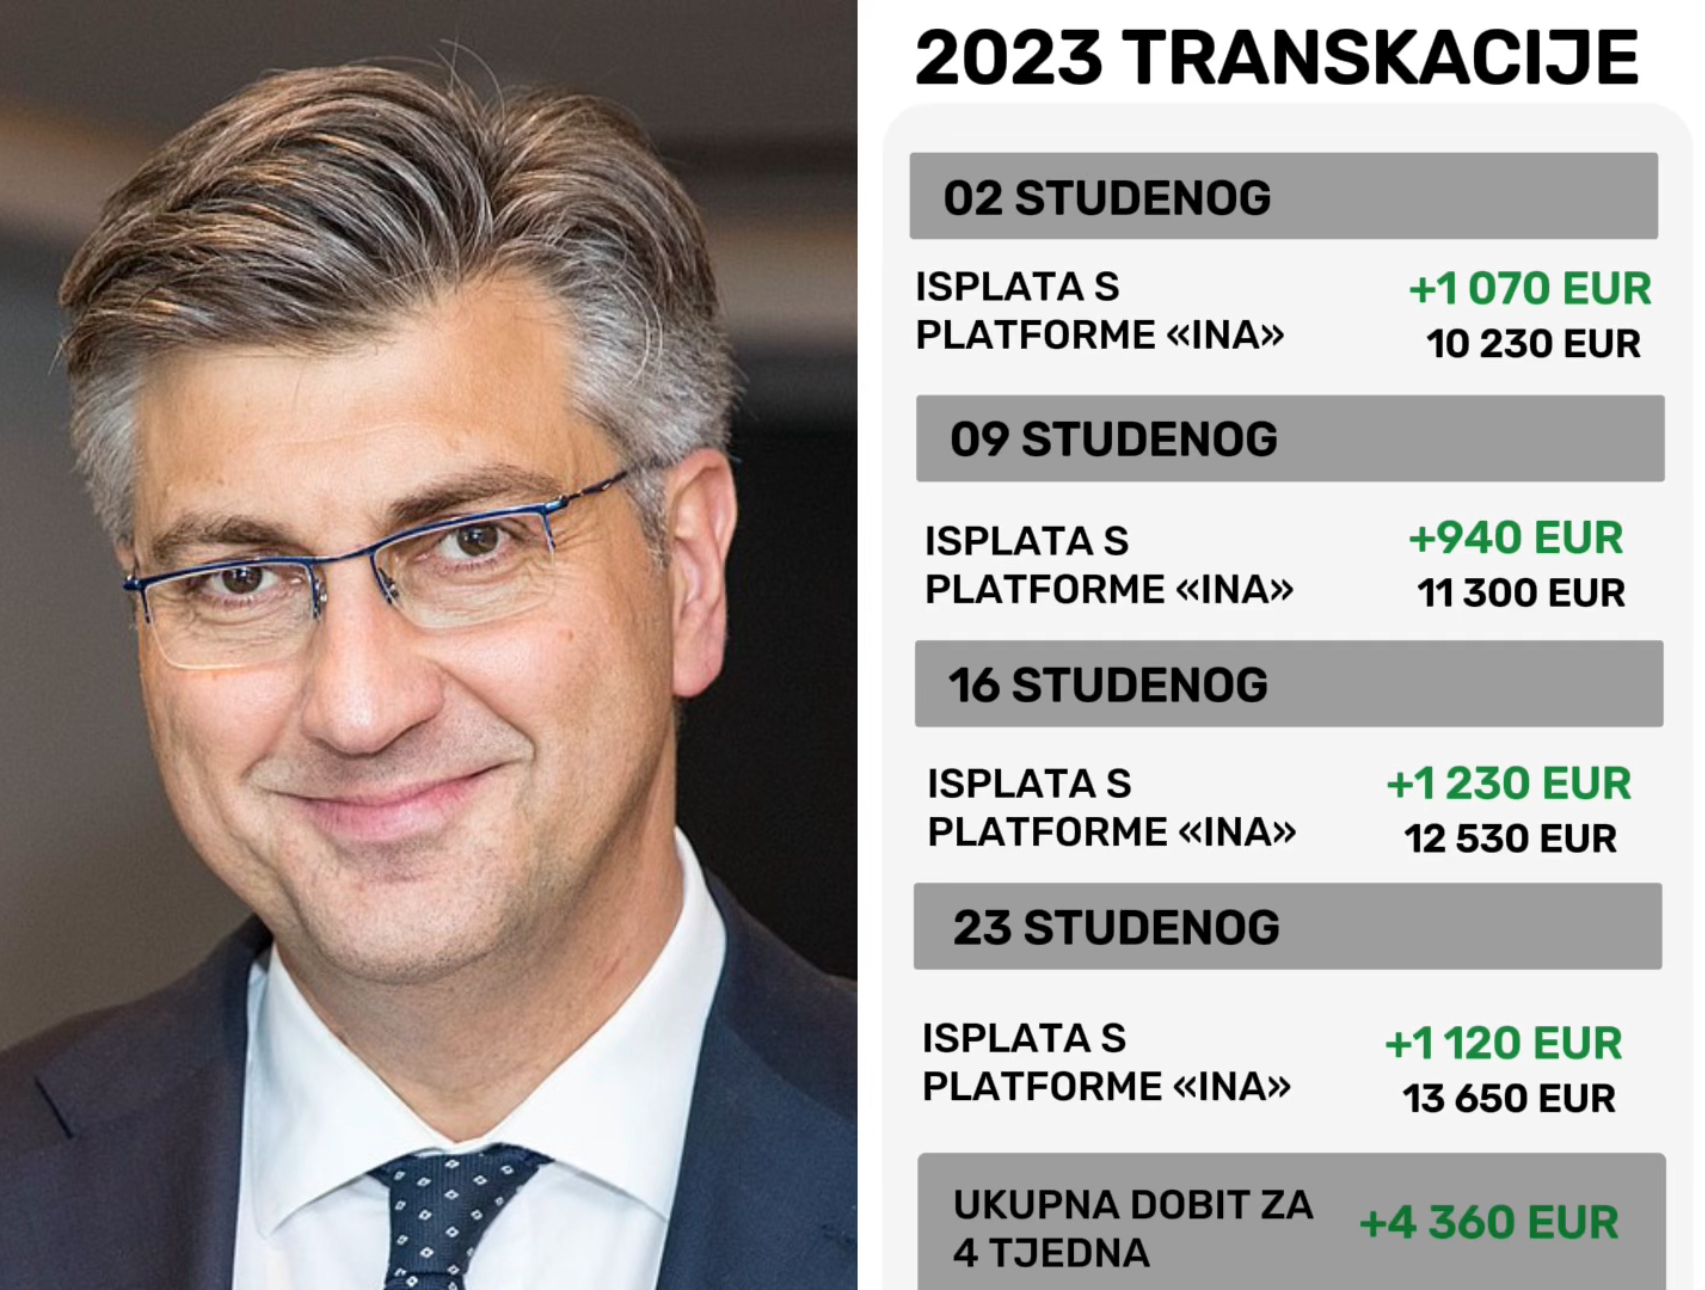 2023 TRANSKACIJE
02 STUDENOG
ISPLATA S
PLATFORME «INA»
+1 070 EUR
10 230 EUR
09 STUDENOG
ISPLATA S
PLATFORME «INA»
+940 EUR
11 300 EUR
16 STUDENOG
ISPLATA S
PLATFORME «INA»
+1 230 EUR
12 530 EUR
23 STUDENOG
ISPLATA S
PLATFORME «INA»
+1 120 EUR
13 650 EUR
UKUPNA DOBIT ZA
4 TJEDNA
+4 360 EUR